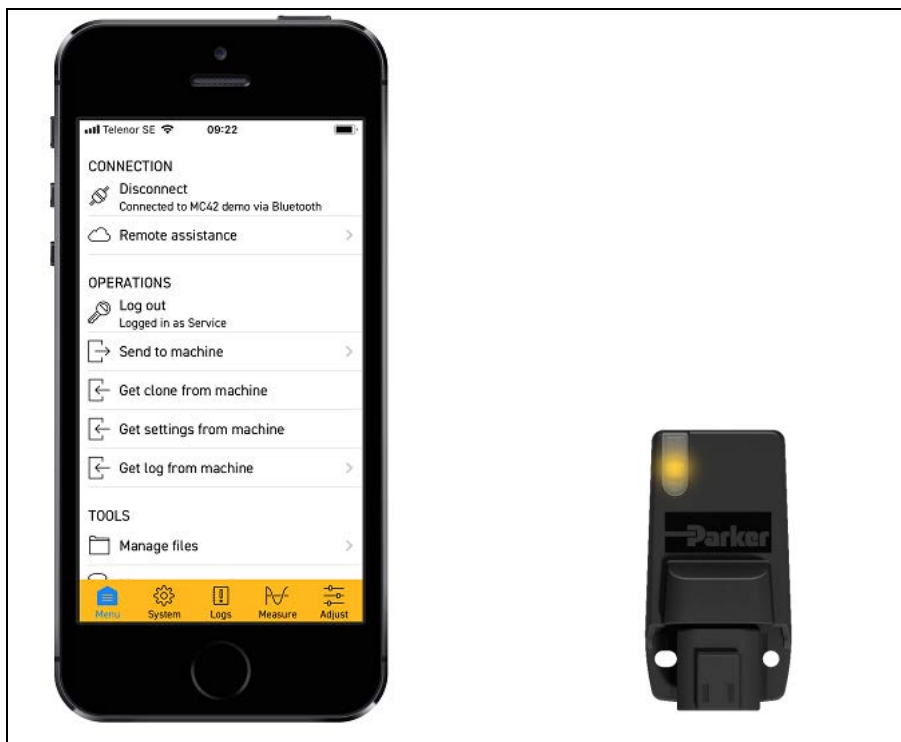 Telenor SE 09:22
CONNECTION
Disconnect
Connected to MC42 demo via Bluetooth
Remote assistance
OPERATIONS
Log out
Logged in as Service
Send to machine
Get clone from machine
Get settings from machine
Get log from machine
TOOLS
Manage files
Menu System Logs Measure Adjust
Parker